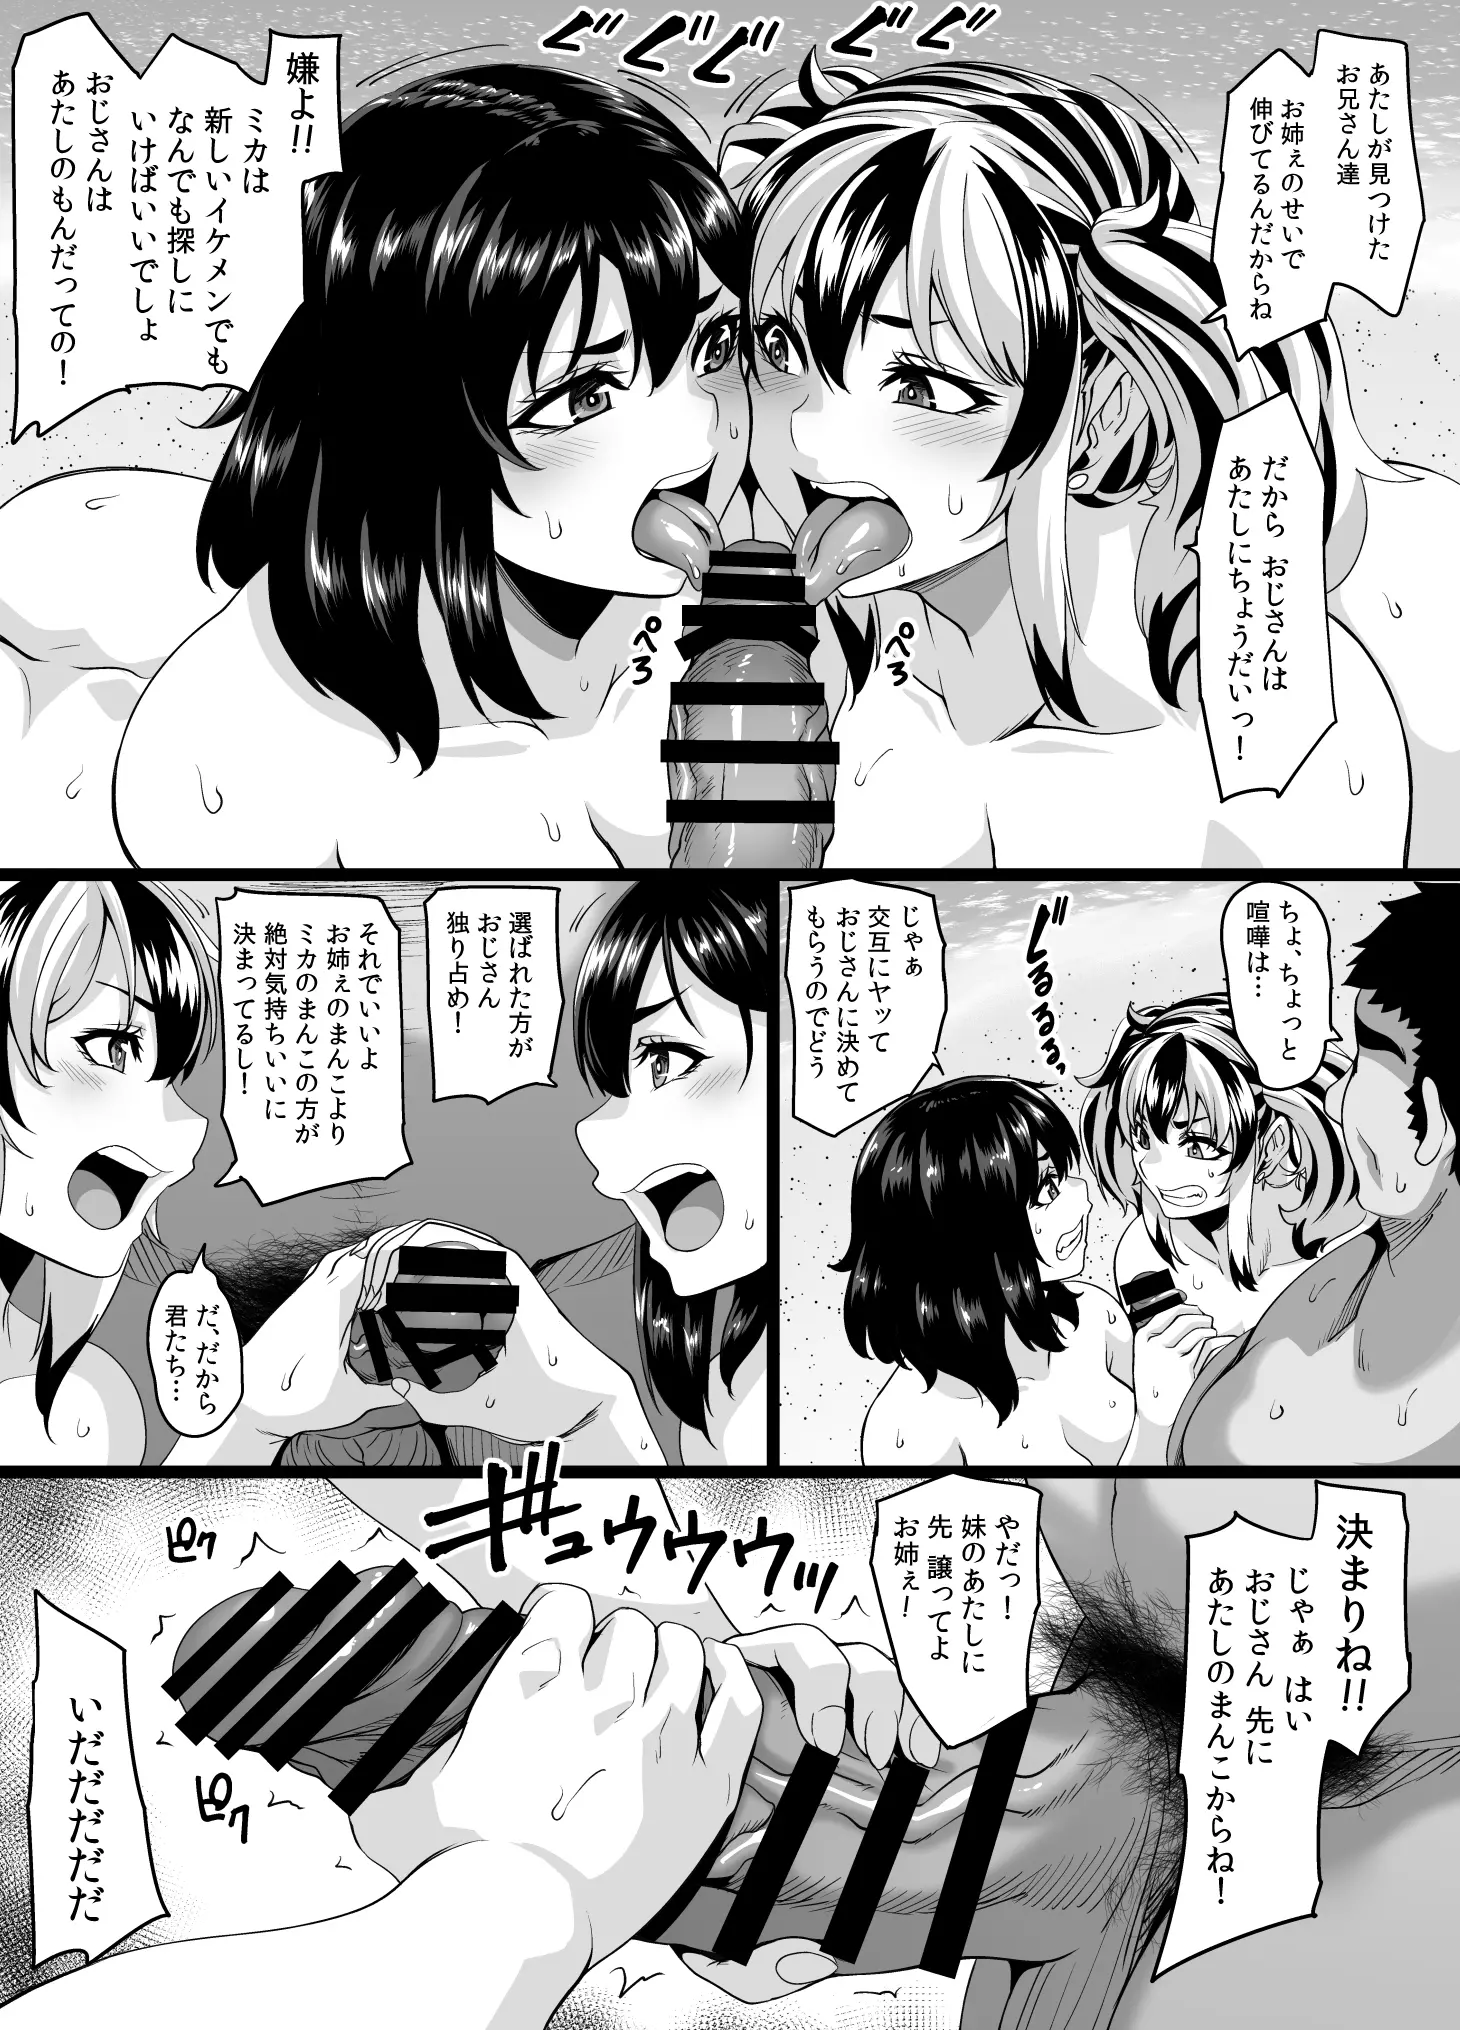 あたしが見つけた
お兄さん達
お姉ぇのせいで
伸びてるんだからね
だから おじさんは
あたしにちょうだいっ!
グググググ
嫌よ!!
ミカは
新しいイケメンでも
なんでも探しに
いけばいいでしょ
おじさんは
あたしのもんだっての!
ペろ
ペろ
ちょ、ちょっと
喧嘩は…
ぐるるるるっ
じゃぁ
交互にヤッて
おじさんに決めて
もらうのでどう
選ばれた方が
おじさん
独り占め!
それでいいよ
お姉ぇのまんこより
ミカのまんこの方が
絶対気持ちいいに
決まってるし!
だ、だから
君たち…
決まりね!!
じゃぁ はい
おじさん 先に
あたしのまんこからね!
やだっ!
妹のあたしに
先 譲ってよ
お姉ぇ!
ギュウウウッ
ピク
ピク
いだだだだだ